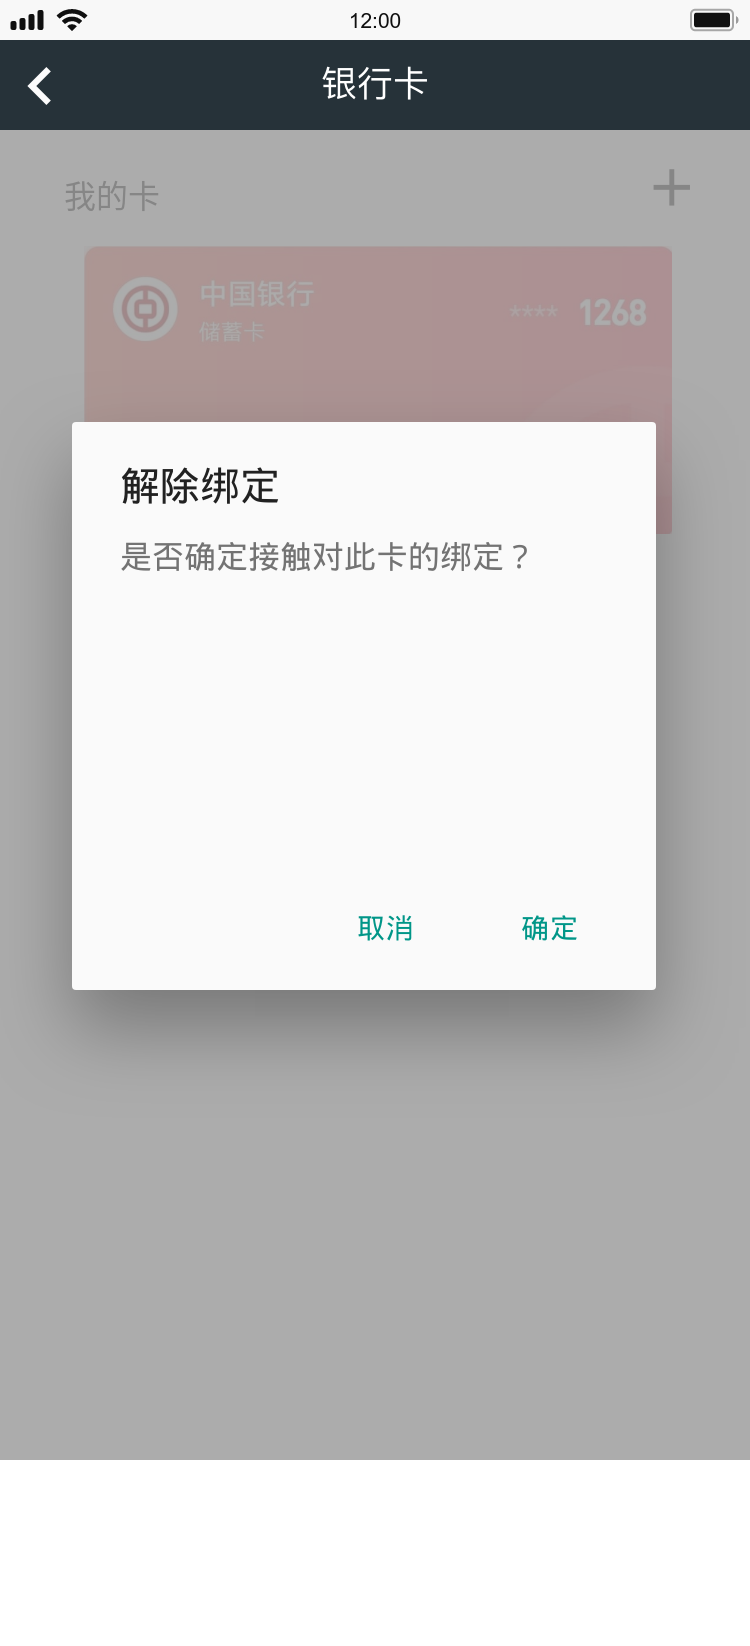 12:00
银行卡
我的卡
中国银行
储蓄卡
**** 1268
解除绑定
是否确定接触对此卡的绑定？
取消 确定